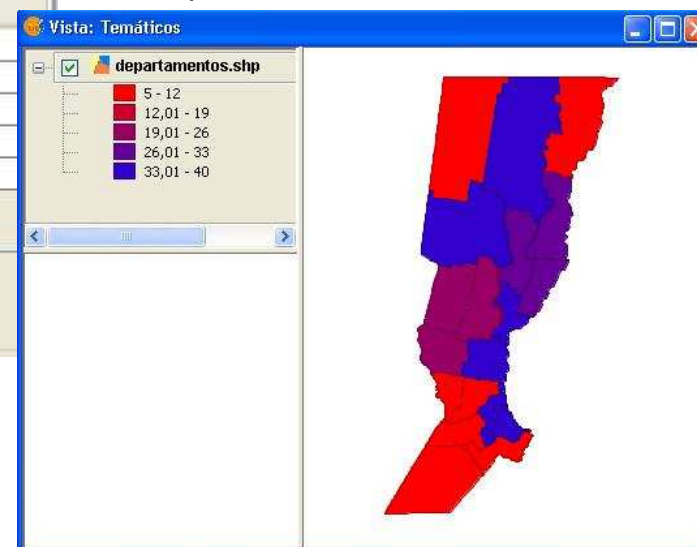 Vista: Temáticos
departamentos.shp
5 - 12
12,01 - 19
19,01 - 26
26,01 - 33
33,01 - 40